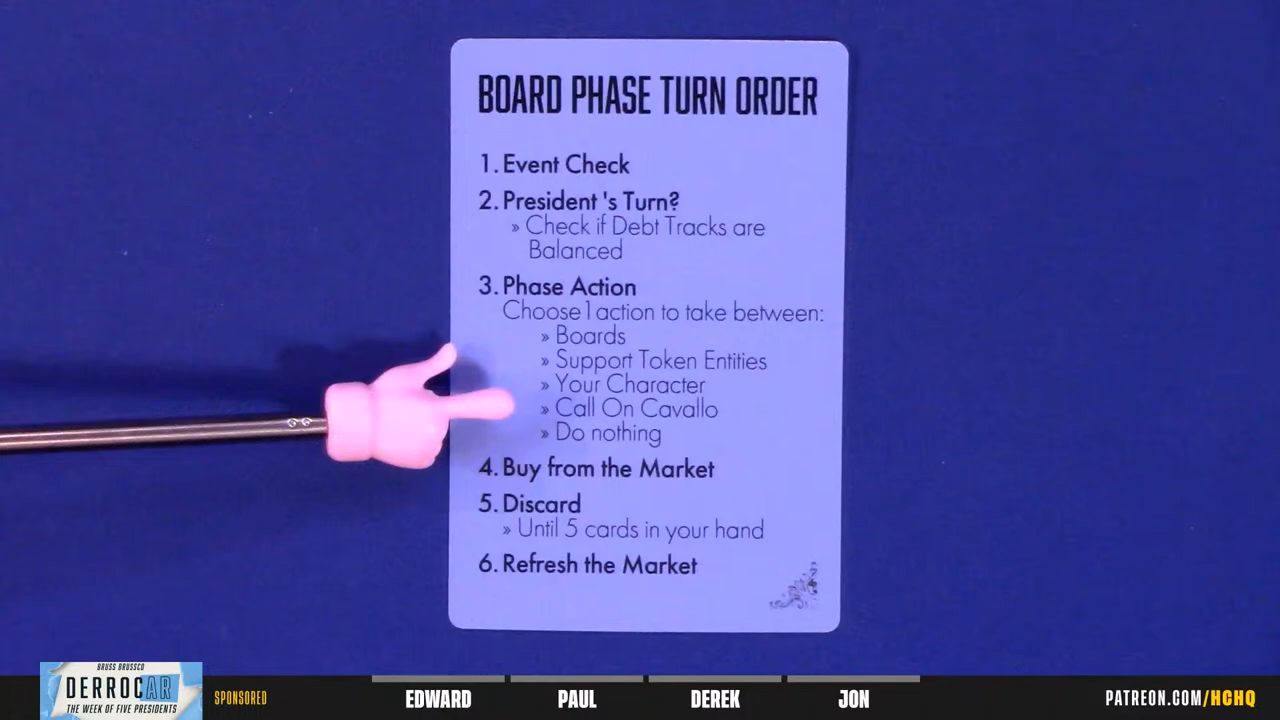 BOARD PHASE TURN ORDER
1. Event Check
2. President 's Turn?
» Check if Debt Tracks are
Balanced
3. Phase Action
Choose 1 action to take between:
» Boards
» Support Token Entities
» Your Character
» Call On Cavallo
» Do nothing
4. Buy from the Market
5. Discard
» Until 5 cards in your hand
6. Refresh the Market
BRUSS BRUSSCO
DERROCAR
THE WEEK OF FIVE PRESIDENTS
SPONSORED
EDWARD
PAUL
DEREK
JON
PATREON.COM/HCHQ